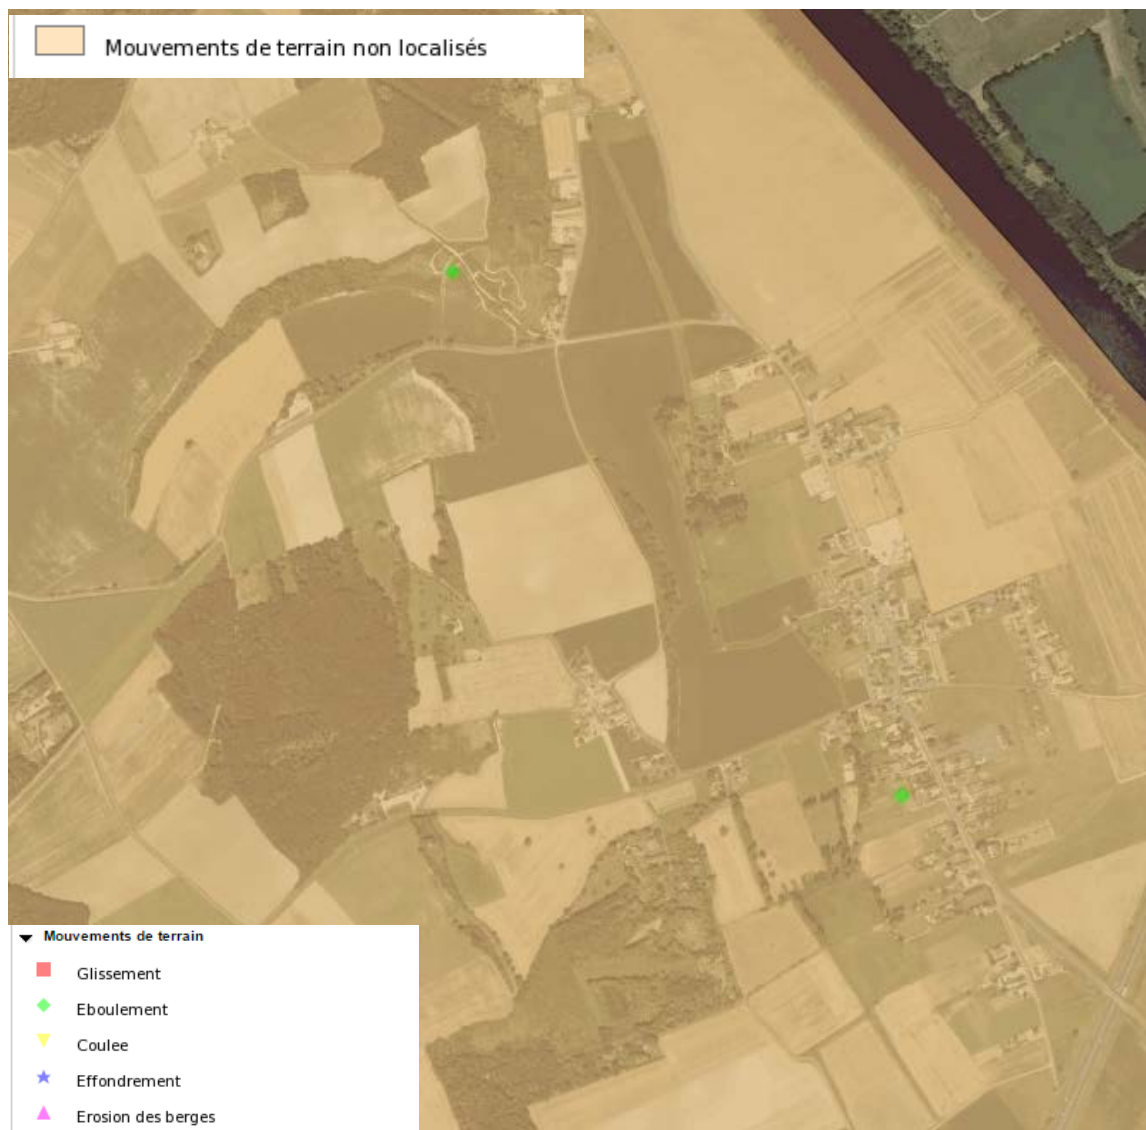 Mouvements de terrain non localisés
Mouvements de terrain
Glissement
Eboulement
Coulee
Effondrement
Erosion des berges